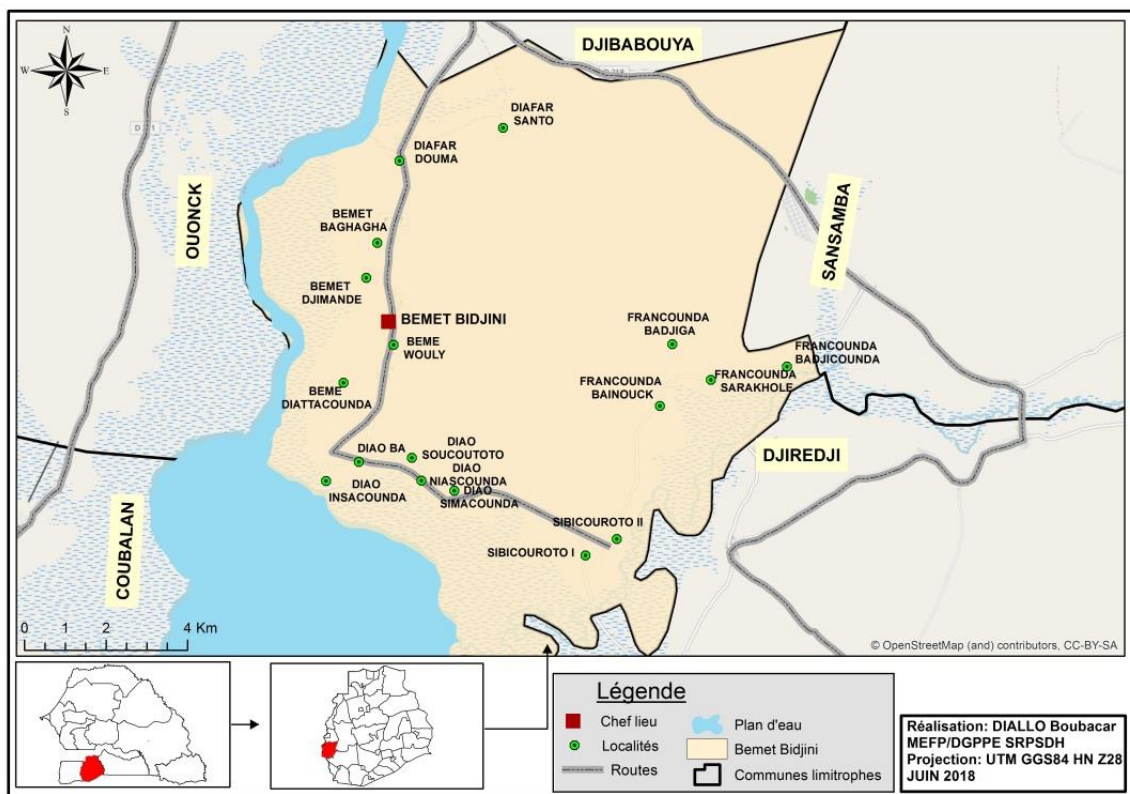 N
W
E
S
DJIBABOUYA
DIAFAR
SANTO
DIAFAR
DOUMA
OUONCK
BEMET
BAGHAGHA
SANSAMBA
BEMET
DJIMANDE
BEMET BIDJINI
BEME
WOULY
FRANCOUNDA
BADJIGA
FRANCOUNDA
BADJICOUNDA
FRANCOUNDA
SARAKHOLE
FRANCOUNDA
BAINOUCK
BEME
DIATTACOUNDA
DIAO BA
DIAO
SOUCOUTOTO
DIAO
NIASCOUNDA
DIAO
SIMACOUNDA
DIAO
INSACOUNDA
DJIREDJI
SIBICOUROTO II
SIBICOUROTO I
COUBALAN
0 1 2 4 Km
© OpenStreetMap (and) contributors, CC-BY-SA
Légende
Chef lieu
Localités
Routes
Plan d'eau
Bemet Bidjini
Communes limitrophes
Réalisation: DIALLO Boubacar
MEFP/DGPPE SRPSDH
Projection: UTM GGS84 HN Z28
JUIN 2018